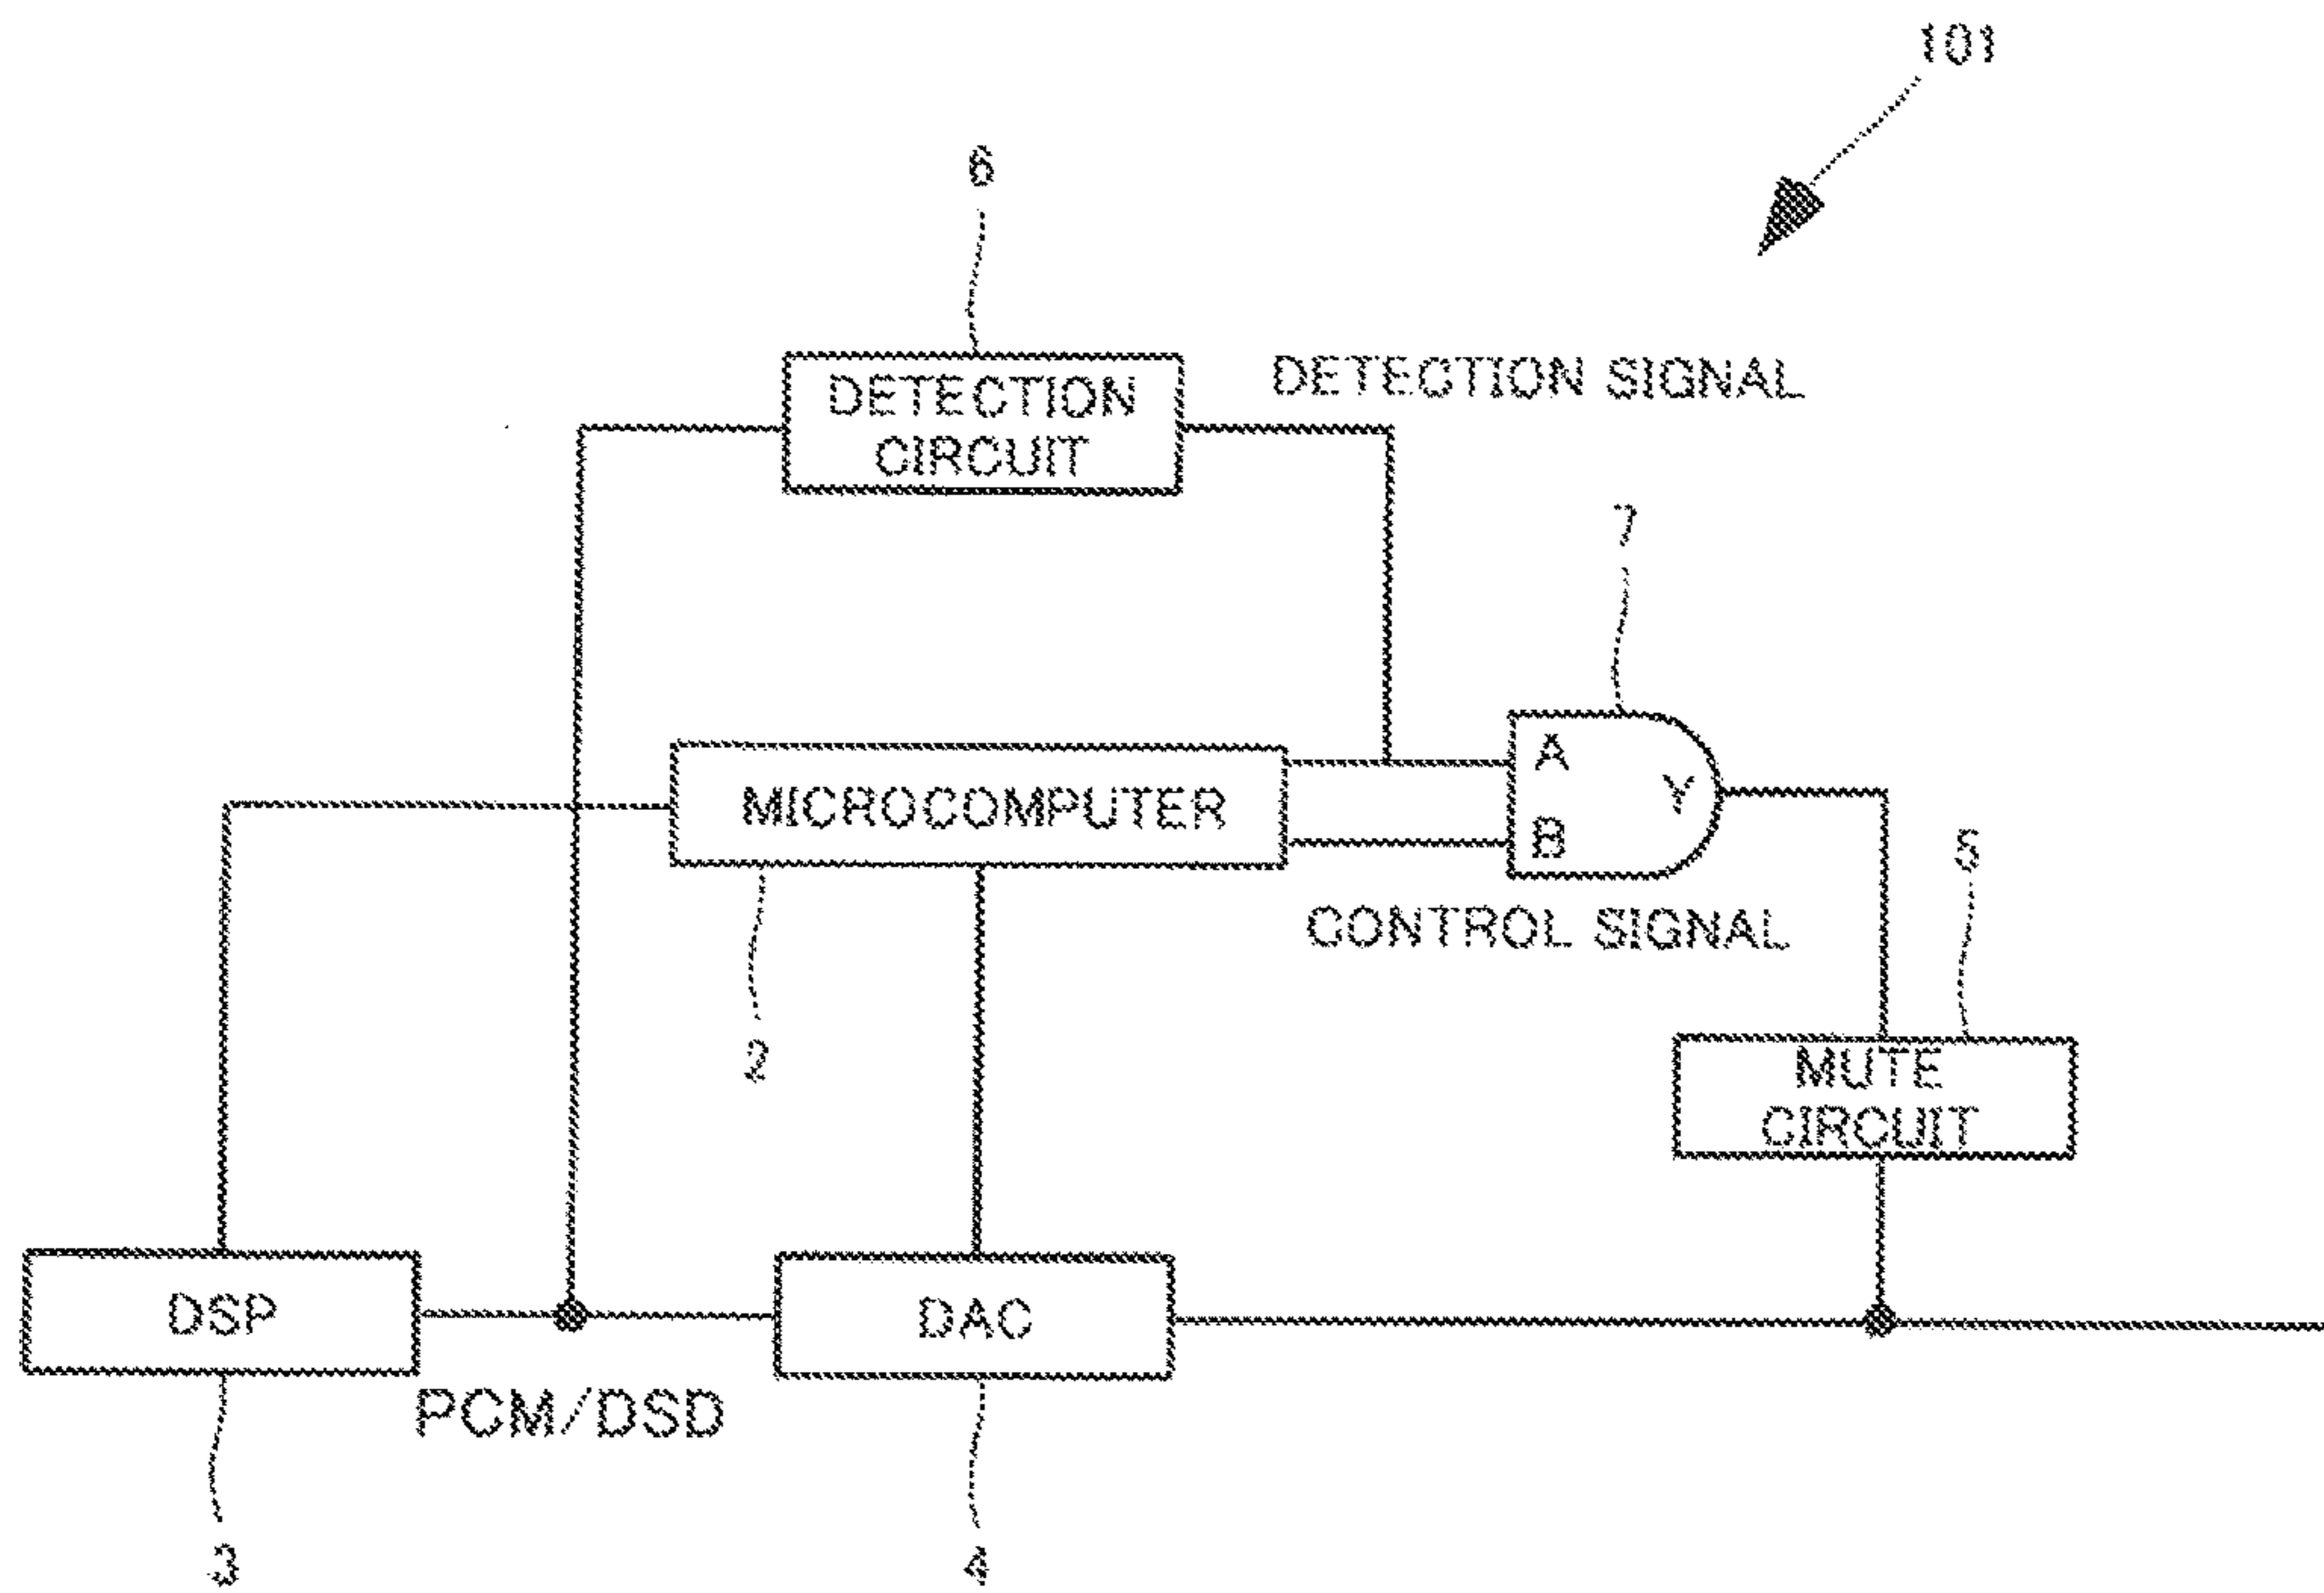 101
6
DETECTION
CIRCUIT
DETECTION SIGNAL
7
MICROCOMPUTER
A
B
Y
CONTROL SIGNAL
2
5
MUTE
CIRCUIT
DSP
DAC
PCM/DSD
3
4